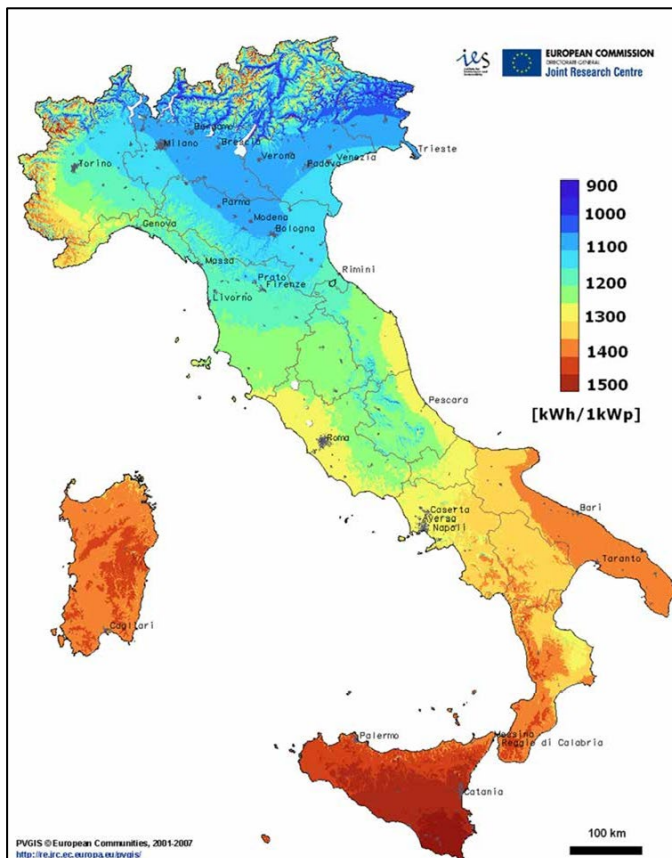 ies
EUROPEAN COMMISSION
DIRECTORATE-GENERAL
Joint Research Centre
Bergamo
Milano
Brescia
Trieste
Verona
Venezia
Padova
Torino
Parma
Modena
Genova
Bologna
Massa
Rimini
Prato
Firenze
Livorno
900
1000
1100
1200
1300
1400
1500
[kWh/1kWp]
Pescara
Roma
Bari
Caserta
Aversa
Napoli
Taranto
Cagliari
Messina
Palermo
Reggio di Calabria
Catania
PVGIS © European Communities, 2001-2007
http://re.jrc.ec.europa.eu/pvgis/
100 km